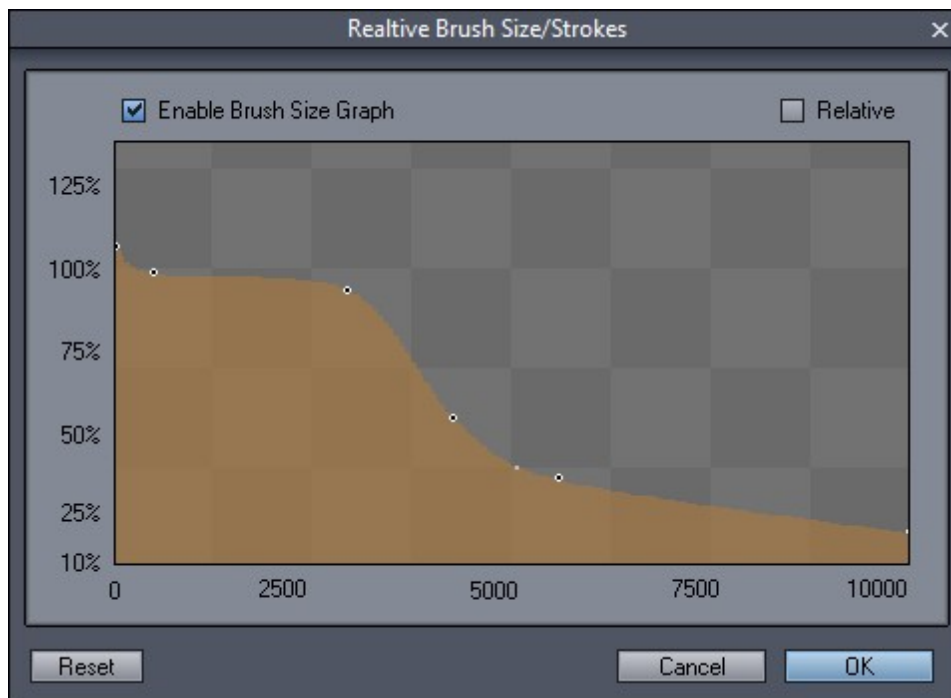 Realtive Brush Size/Strokes
Enable Brush Size Graph
Relative
125%
100%
75%
50%
25%
10%
0 2500 5000 7500 10000
Reset Cancel OK